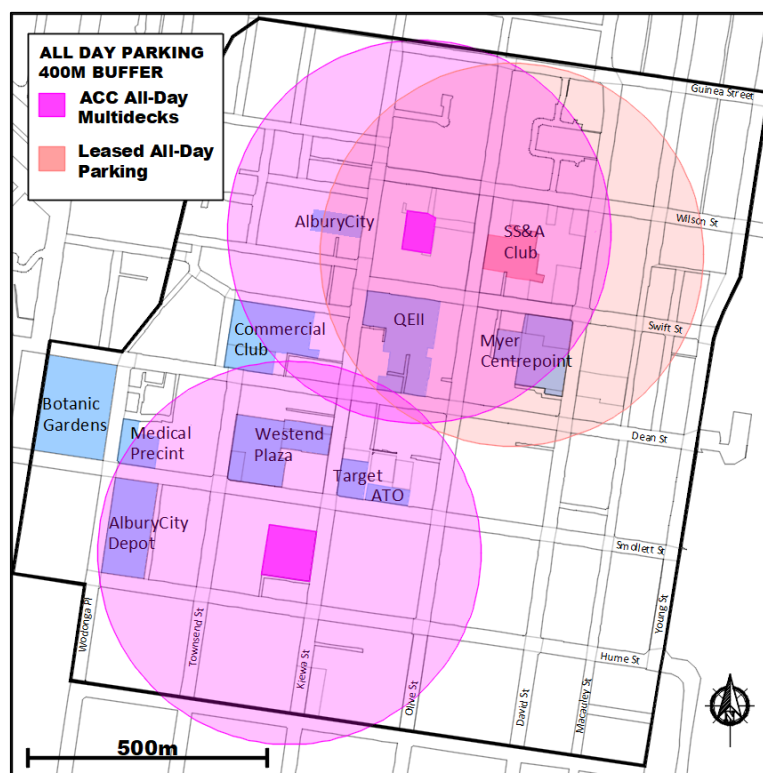 ALL DAY PARKING
400M BUFFER
ACC All-Day
Multidecks
Leased All-Day
Parking
Guinea Street
Wilson St
AlburyCity
SS&A
Club
QEII
Swift St
Commercial
Club
Myer
Centrepoint
Botanic
Gardens
Dean St
Medical
Precint
Westend
Plaza
Target
ATO
AlburyCity
Depot
Smollett St
Wodonga Pl
Townsend St
Kiewa St
Olive St
David St
Macauley St
Young St
Hume St
500m